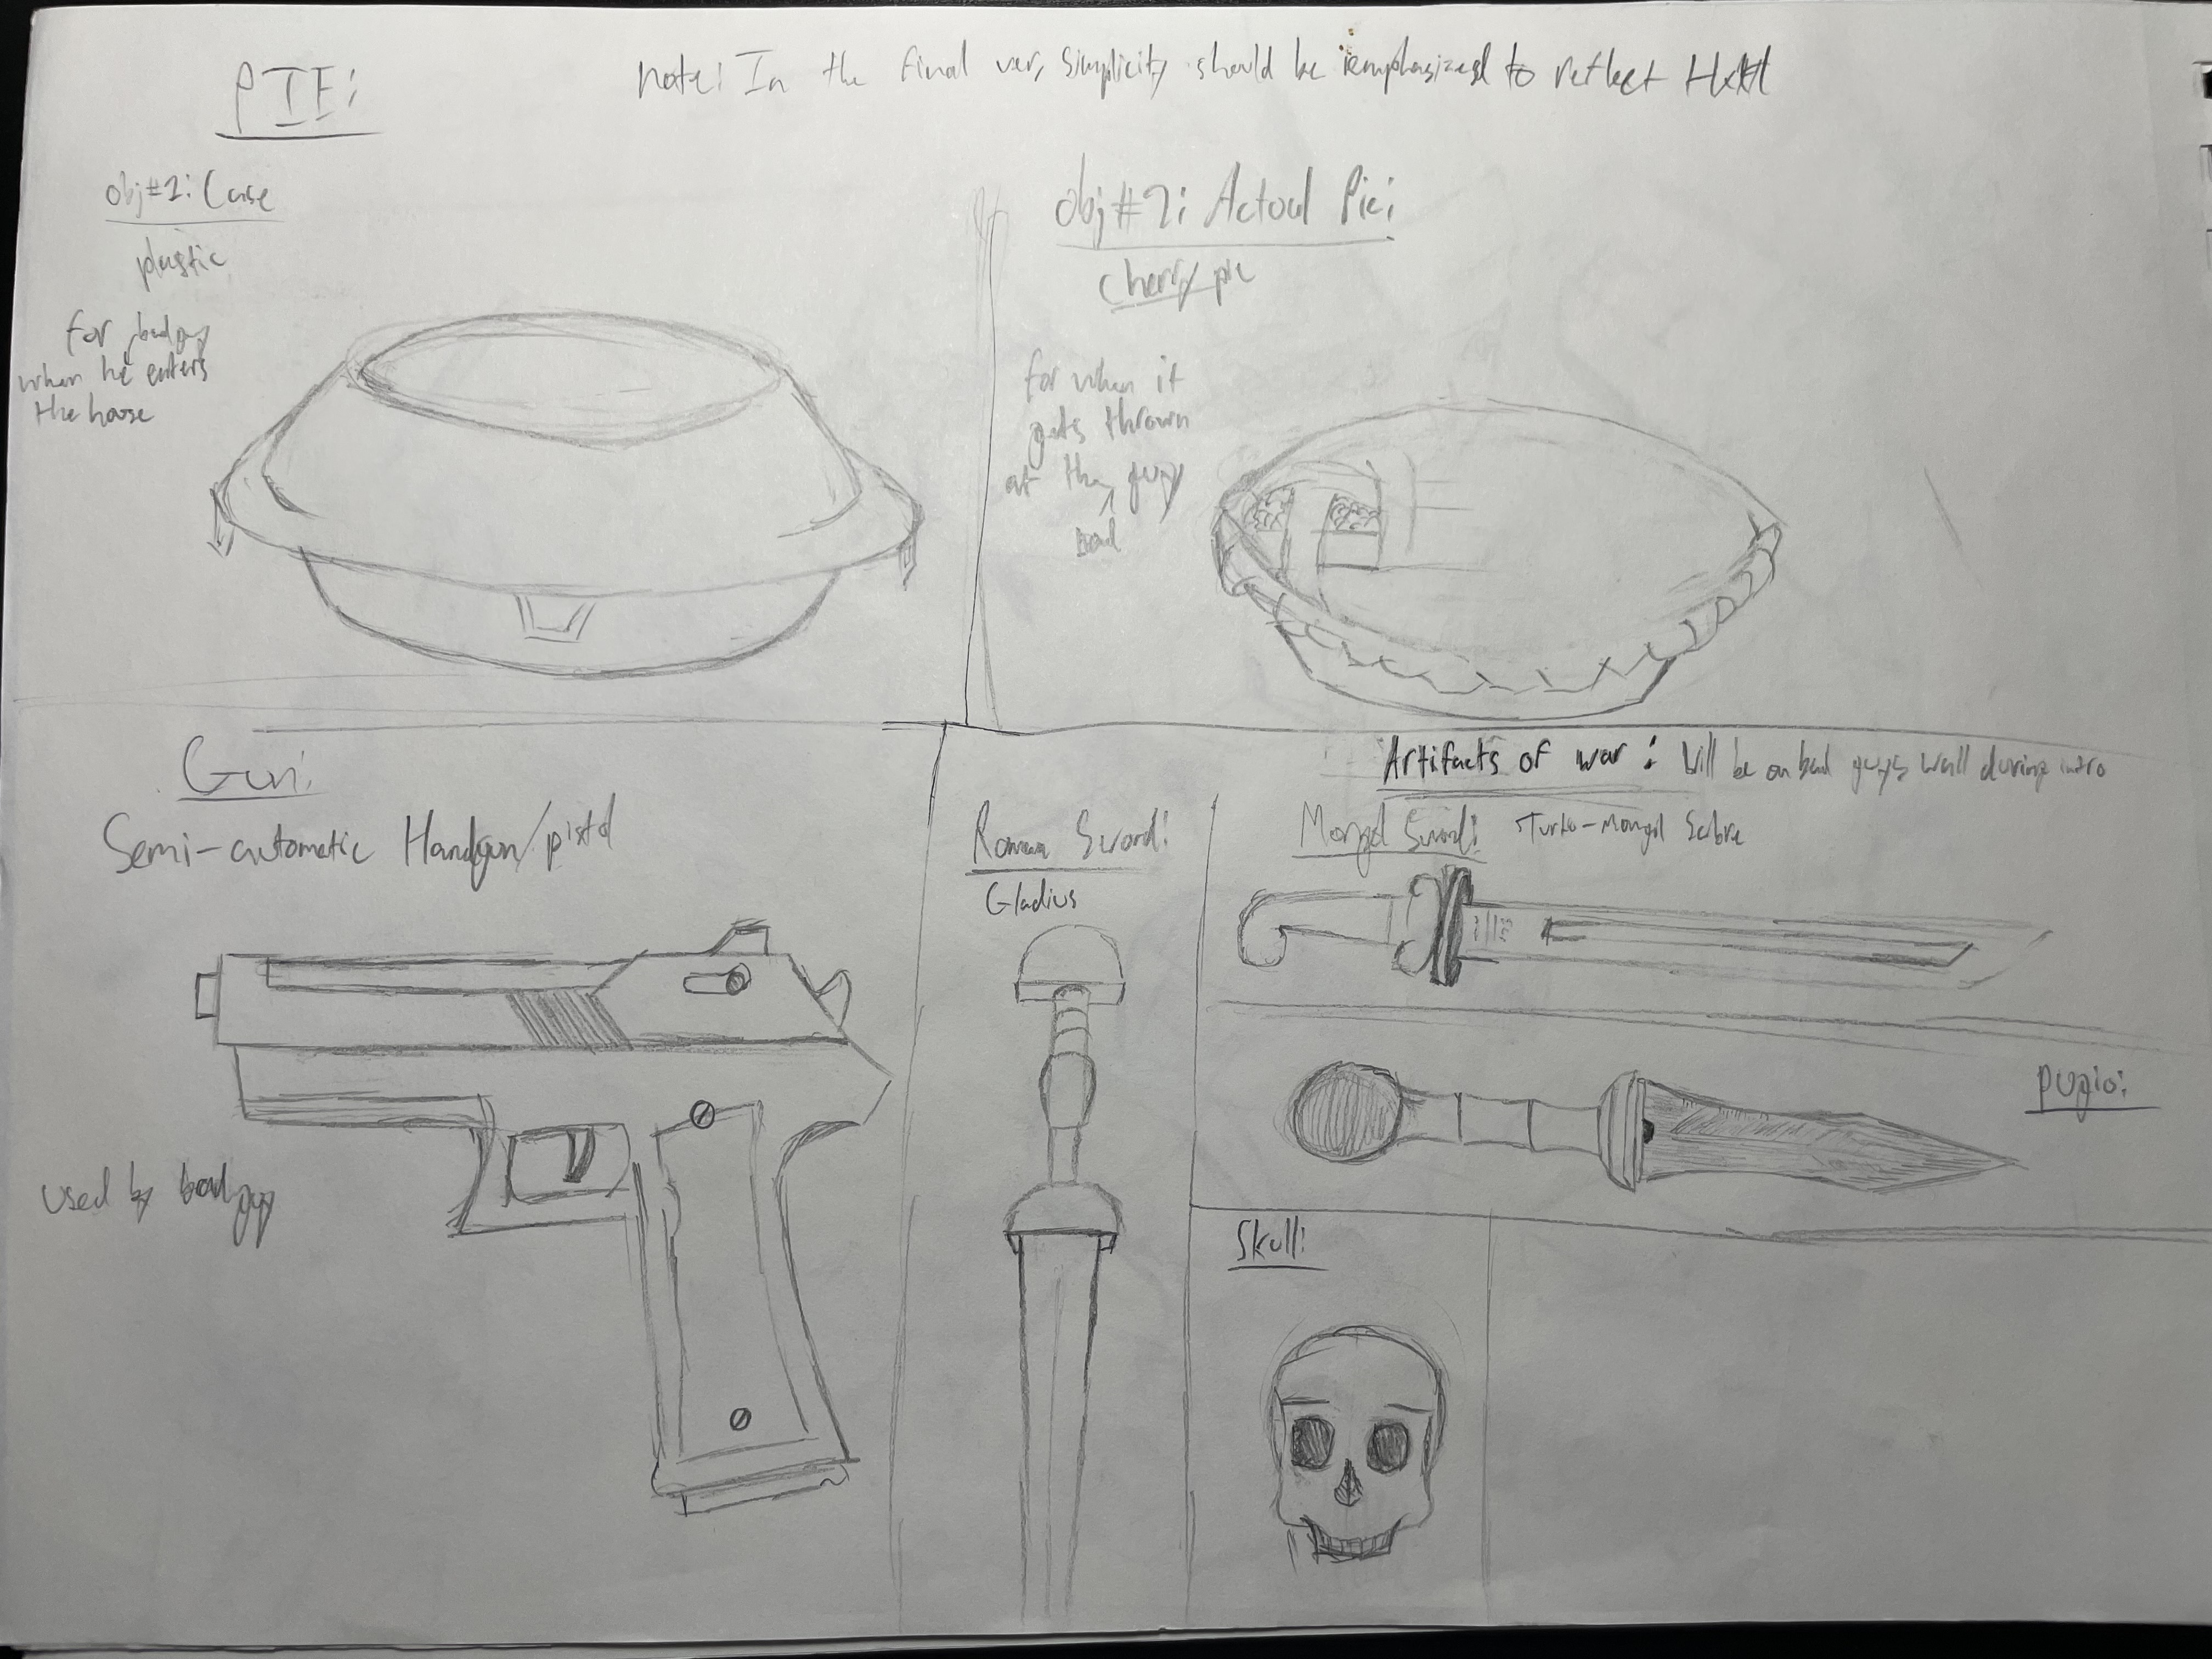 PIE:
Note: In the final ver, simplicity should be emphasized to reflect HxH
obj#1: Case
plastic
for badguy
when he enters
the house
obj#2: Actual Pie:
cherry pie
for when it
gets thrown
at the guy
bad
Gun:
Semi-automatic Handgun/pistol
used by badguy
Roman Sword:
Gladius
Artifacts of war: Will be on bad guys wall during intro
Mongol Sword: Turko-Mongol Sabre
Pugio:
Skull: